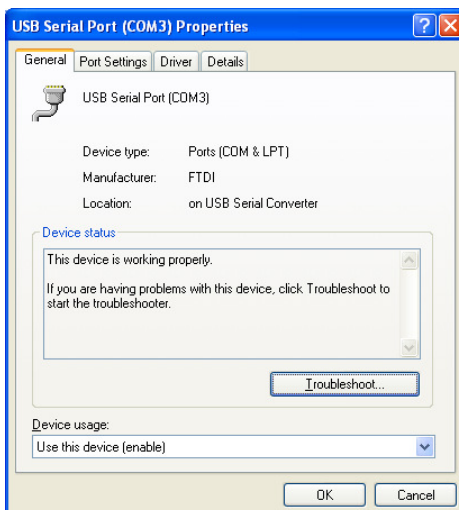 USB Serial Port (COM3) Properties
General Port Settings Driver Details
USB Serial Port (COM3)
Device type: Ports (COM & LPT)
Manufacturer: FTDI
Location: on USB Serial Converter
Device status
This device is working properly.
If you are having problems with this device, click Troubleshoot to
start the troubleshooter.
Troubleshoot...
Device usage:
Use this device (enable)
OK Cancel